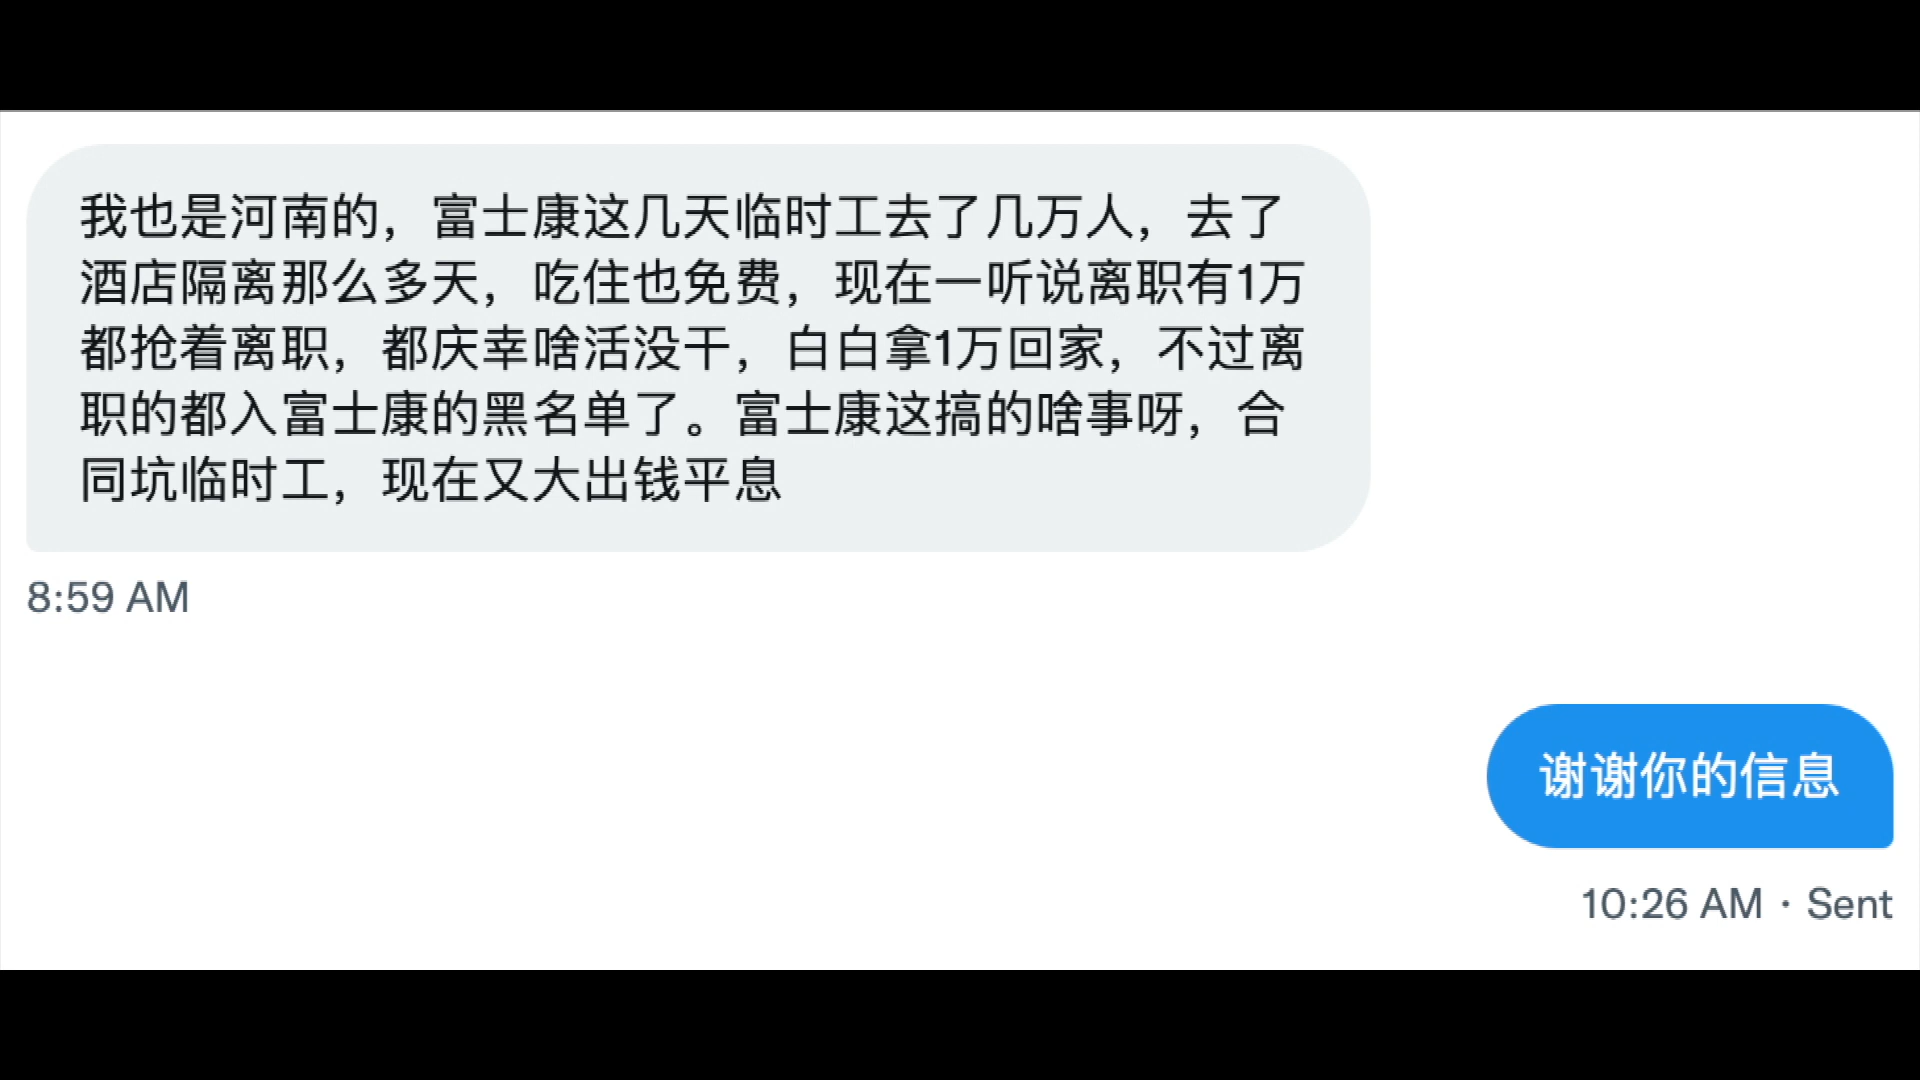 我也是河南的，富士康这几天临时工去了几万人，去了
酒店隔离那么多天，吃住也免费，现在一听说离职有1万
都抢着离职，都庆幸啥活没干，白白拿1万回家，不过离
职的都入富士康的黑名单了。富士康这搞的啥事呀，合
同坑临时工，现在又大出钱平息
8:59 AM
谢谢你的信息
10:26 AM · Sent